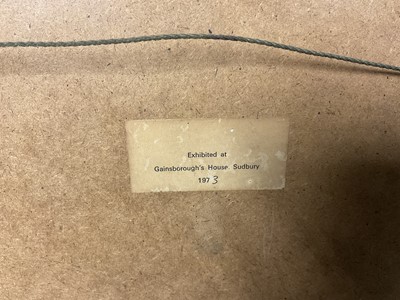 Exhibited at
Gainsborough's House, Sudbury
1973